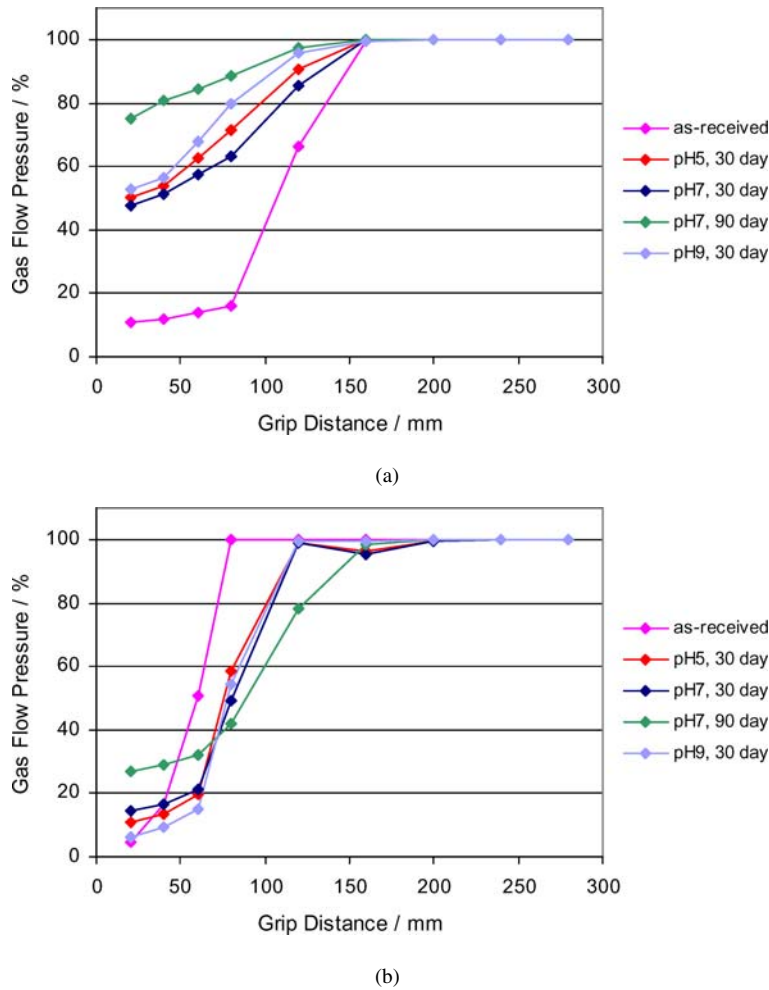 100
80
60
40
20
0
Gas Flow Pressure / %
0 50 100 150 200 250 300
Grip Distance / mm
as-received
pH5, 30 day
pH7, 30 day
pH7, 90 day
pH9, 30 day
(a)
100
80
60
40
20
0
Gas Flow Pressure / %
0 50 100 150 200 250 300
Grip Distance / mm
as-received
pH5, 30 day
pH7, 30 day
pH7, 90 day
pH9, 30 day
(b)